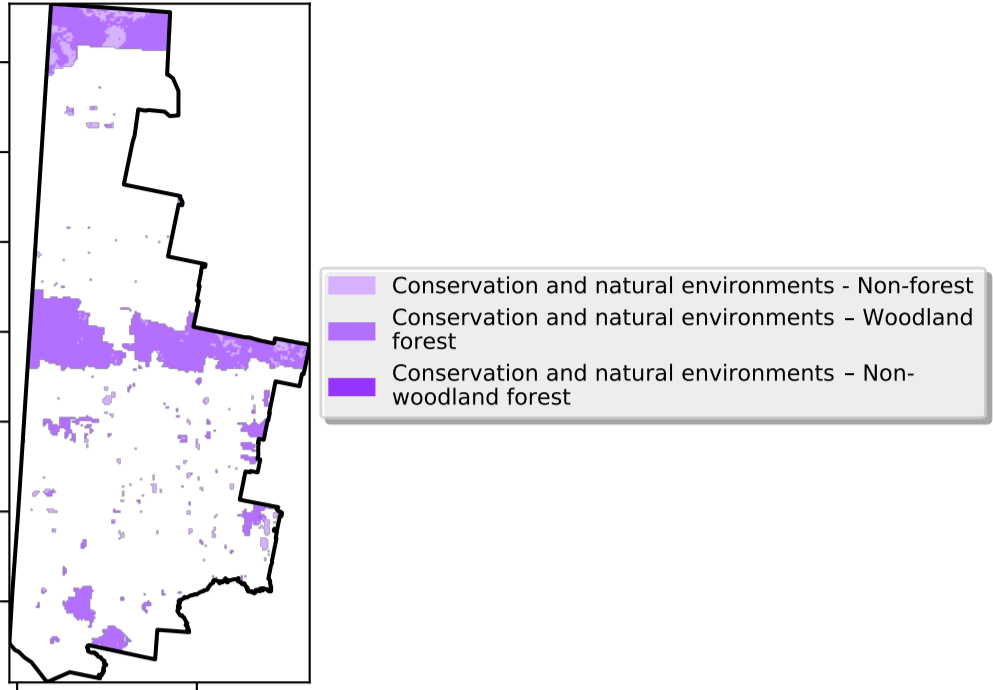 Conservation and natural environments - Non-forest
Conservation and natural environments – Woodland
forest
Conservation and natural environments – Non-
woodland forest